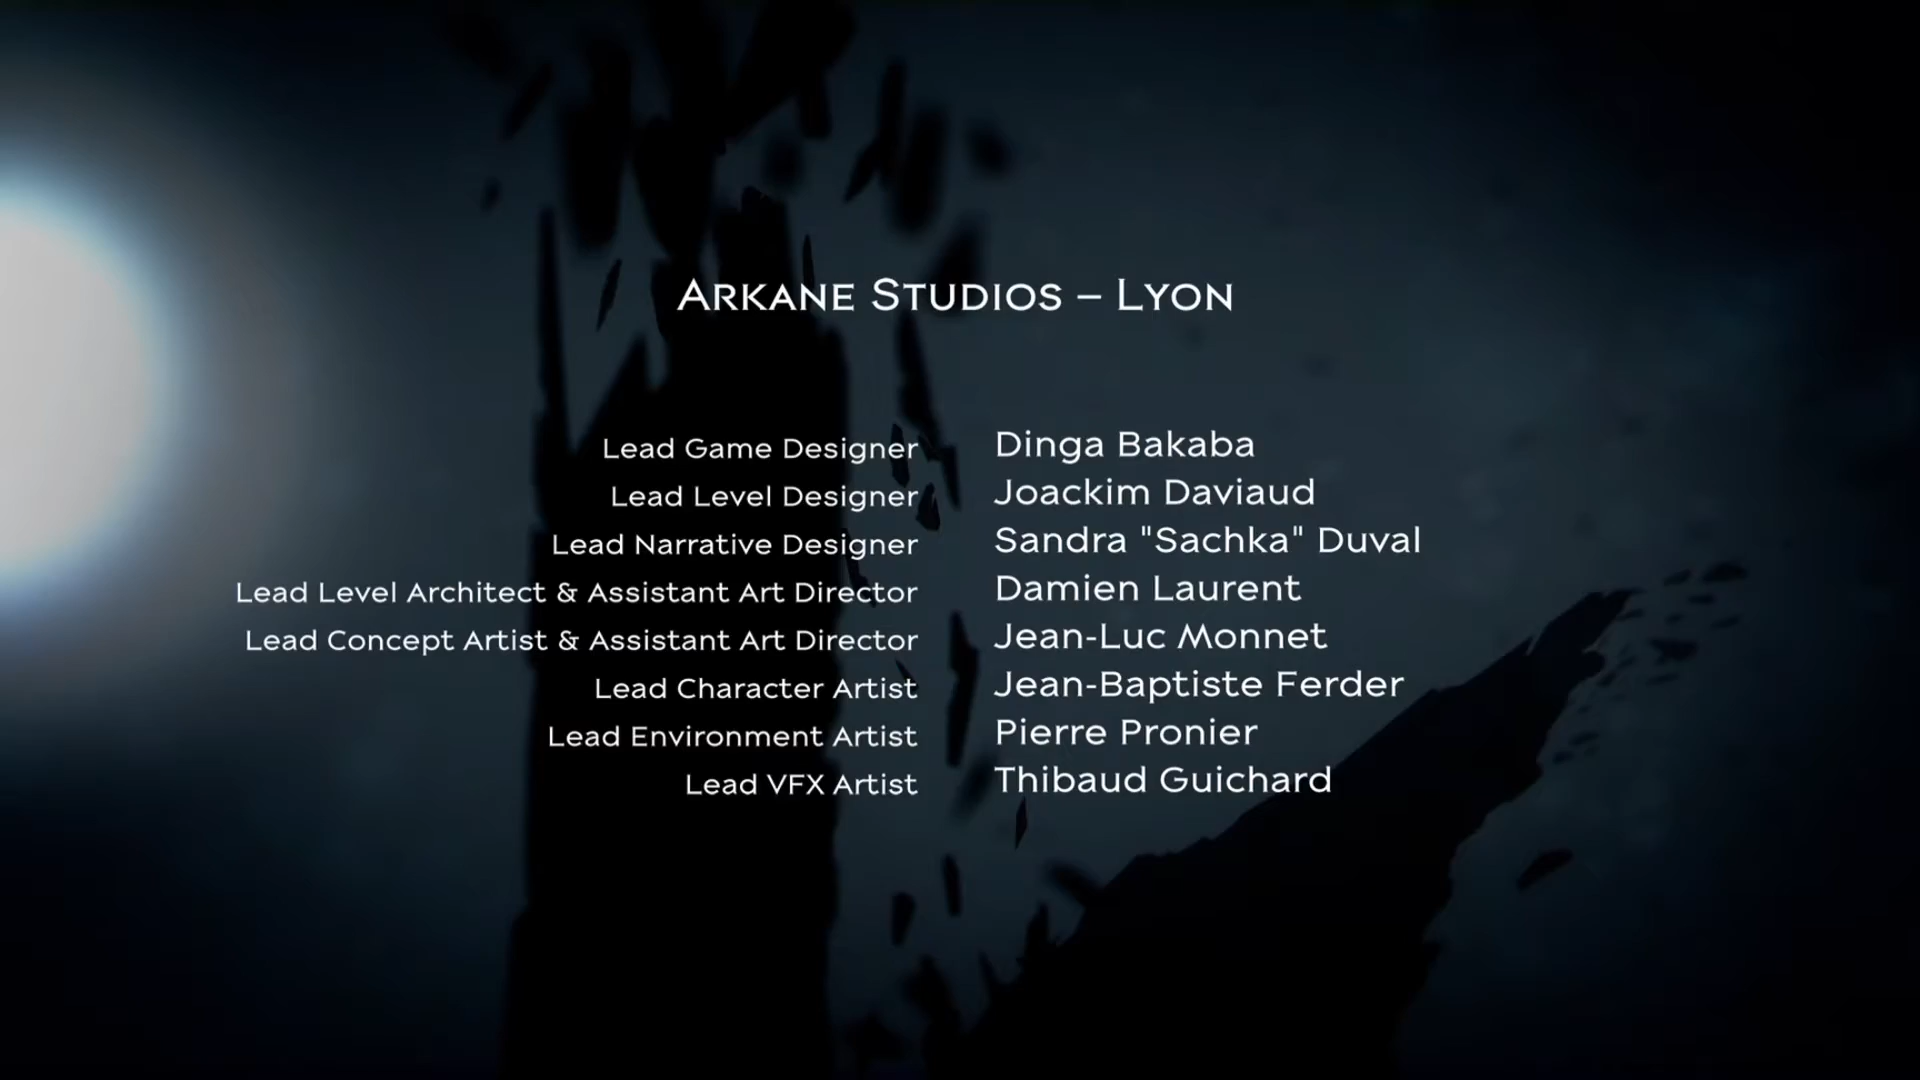 Arkane Studios – Lyon
Lead Game Designer Dinga Bakaba
Lead Level Designer Joackim Daviaud
Lead Narrative Designer Sandra "Sachka" Duval
Lead Level Architect & Assistant Art Director Damien Laurent
Lead Concept Artist & Assistant Art Director Jean-Luc Monnet
Lead Character Artist Jean-Baptiste Ferder
Lead Environment Artist Pierre Pronier
Lead VFX Artist Thibaud Guichard